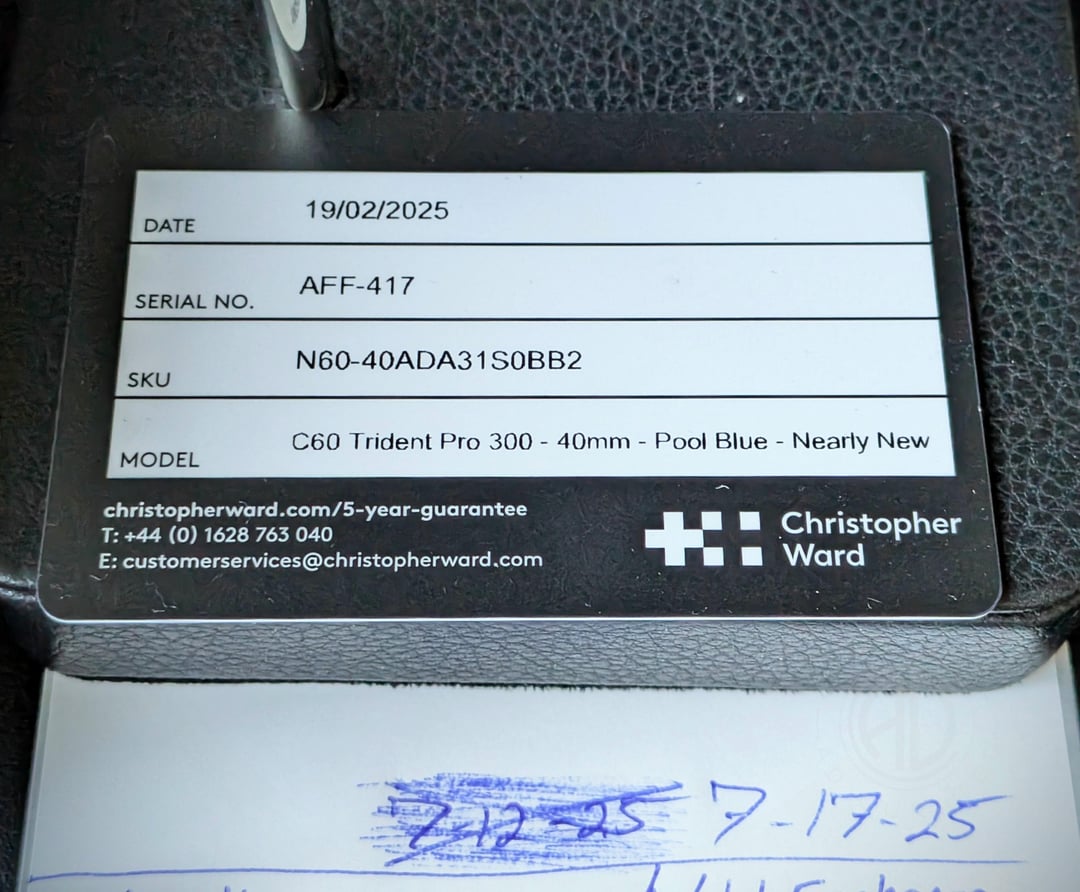 DATE 19/02/2025
SERIAL NO. AFF-417
SKU N60-40ADA31S0BB2
MODEL C60 Trident Pro 300 - 40mm - Pool Blue - Nearly New
christopherward.com/5-year-guarantee
T: +44 (0) 1628 763 040
E: customerservices@christopherward.com
Christopher
Ward
7-12-25 7-17-25